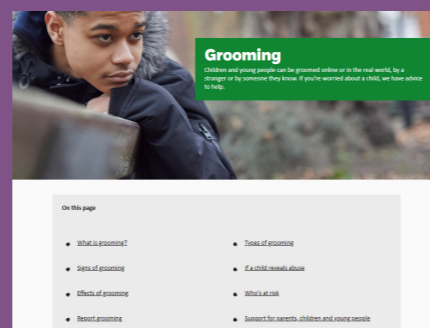 Grooming
Children and young people can be groomed online or in the real world, by a
stranger or by someone they know. If you're worried about a child, we have advice
to help.
On this page
What is grooming?
Types of grooming
Signs of grooming
If a child reveals abuse
Effects of grooming
Who's at risk
Report grooming
Support for parents, children and young people